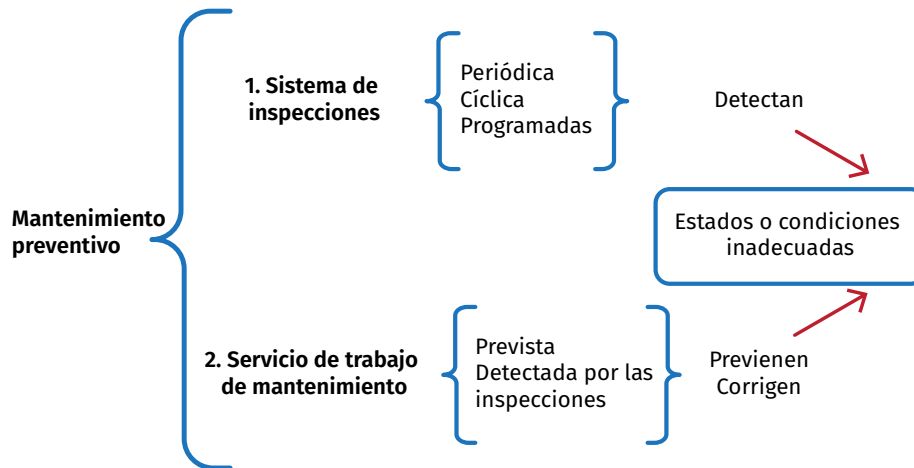 Mantenimiento
preventivo
1. Sistema de
inspecciones
Periódica
Cíclica
Programadas
Detectan
Estados o condiciones
inadecuadas
2. Servicio de trabajo
de mantenimiento
Prevista
Detectada por las
inspecciones
Previenen
Corrigen